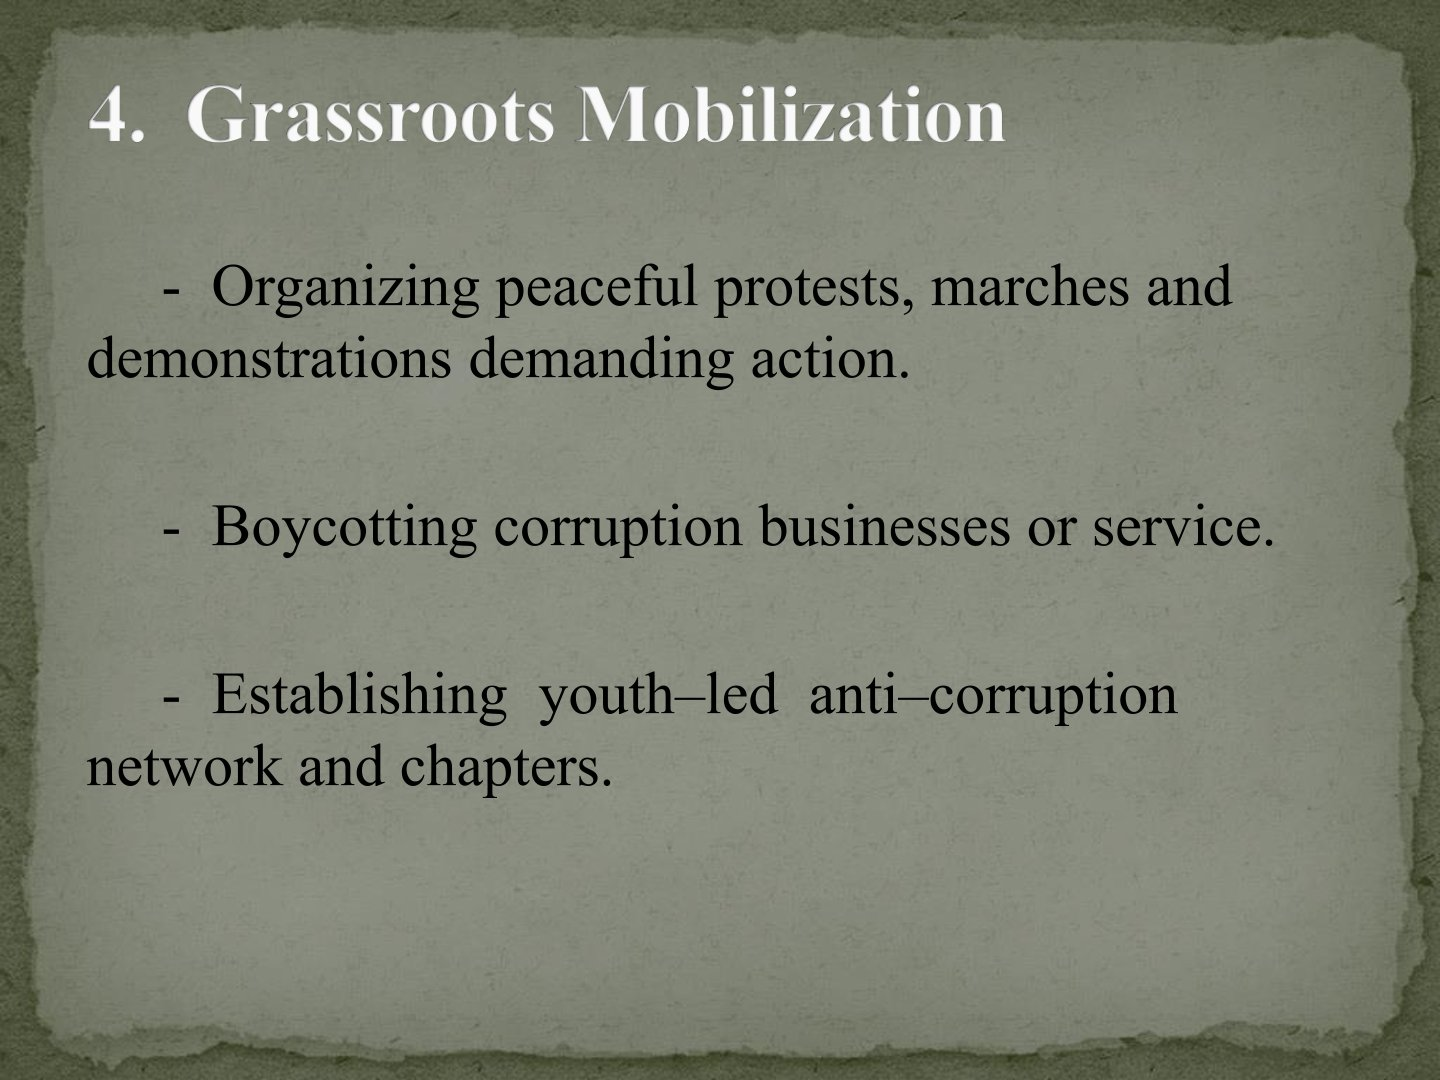 4. Grassroots Mobilization
- Organizing peaceful protests, marches and
demonstrations demanding action.
- Boycotting corruption businesses or service.
- Establishing youth–led anti–corruption
network and chapters.